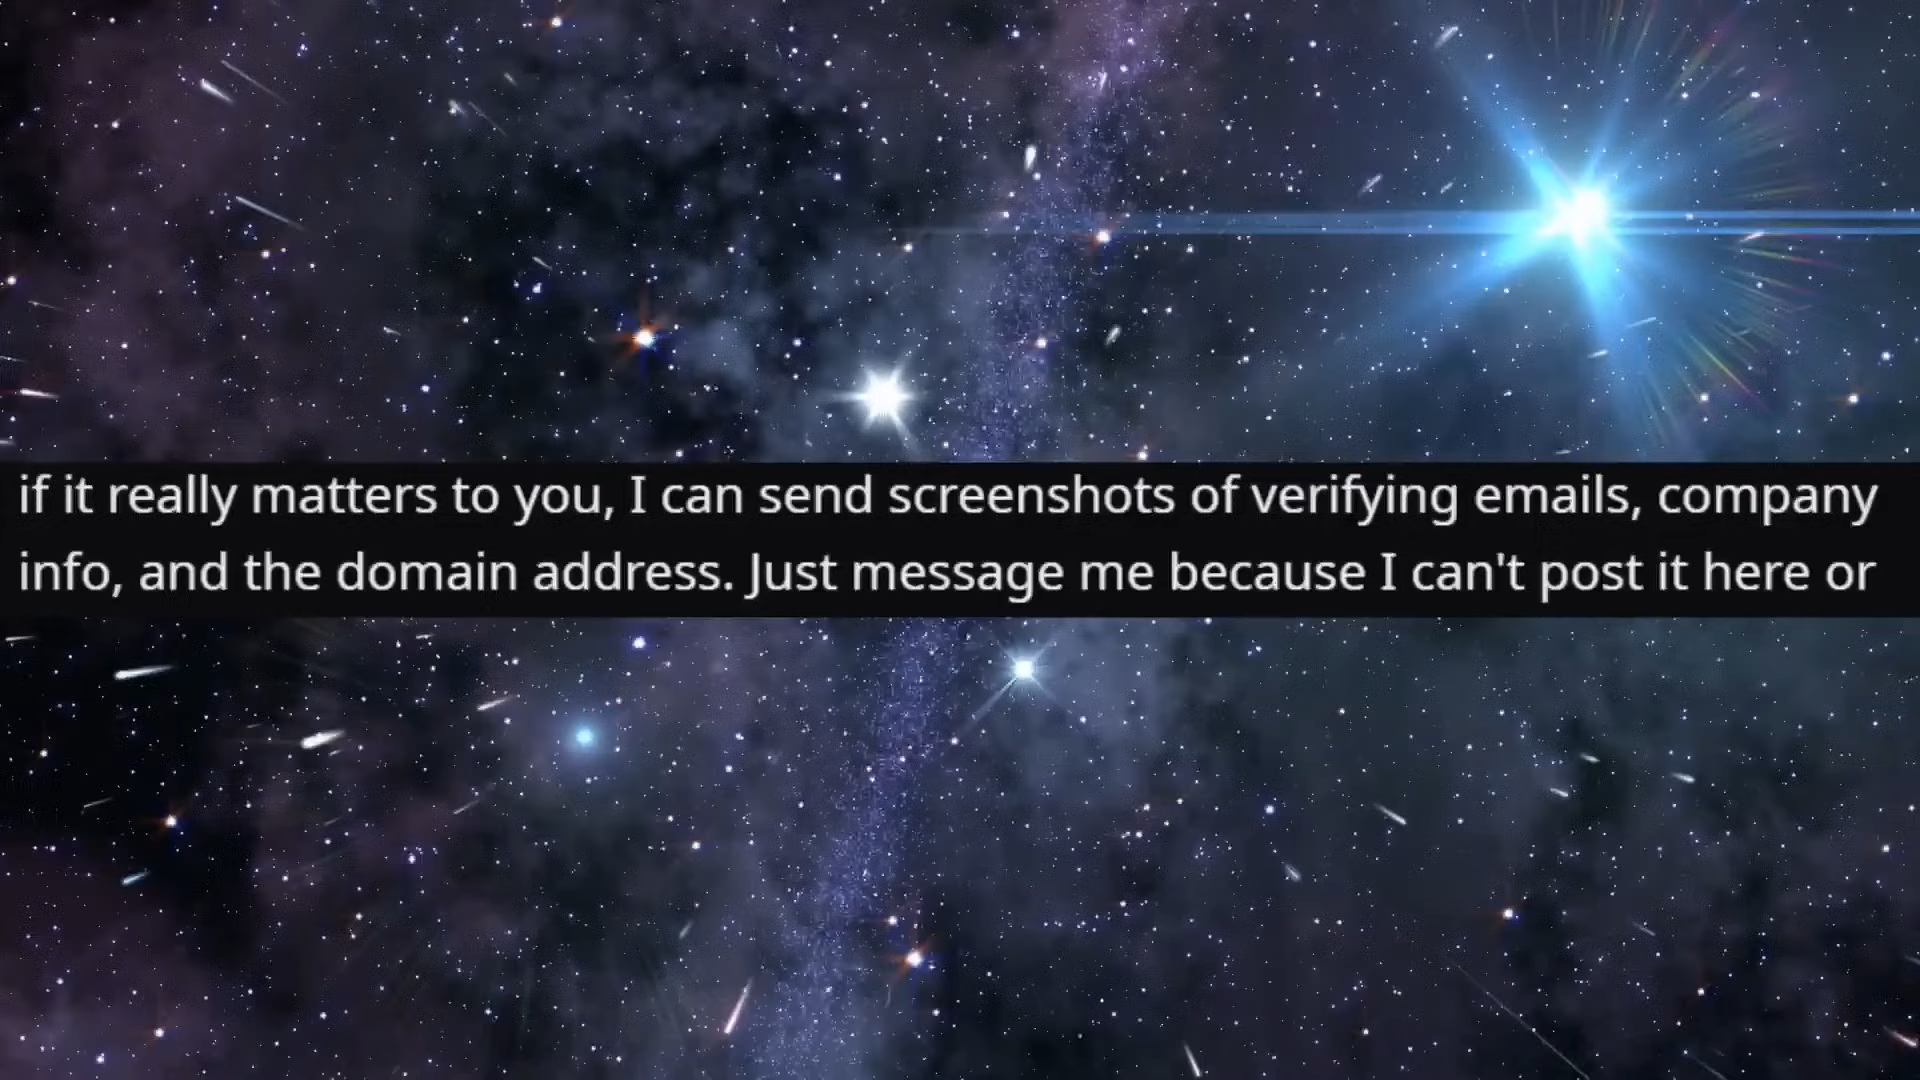 if it really matters to you, I can send screenshots of verifying emails, company
info, and the domain address. Just message me because I can't post it here or